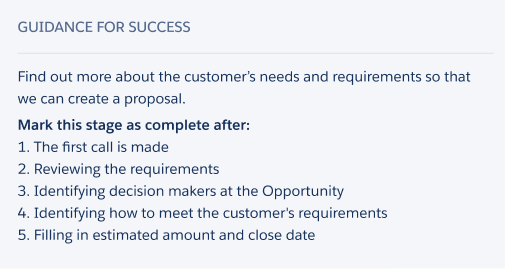 GUIDANCE FOR SUCCESS
Find out more about the customer's needs and requirements so that
we can create a proposal.
Mark this stage as complete after:
1. The first call is made
2. Reviewing the requirements
3. Identifying decision makers at the Opportunity
4. Identifying how to meet the customer's requirements
5. Filling in estimated amount and close date